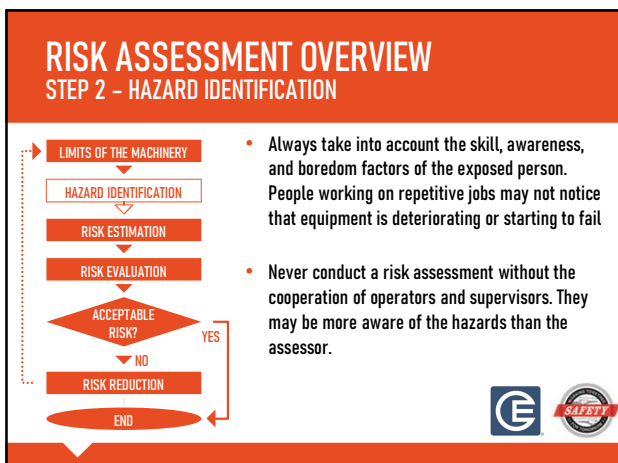 RISK ASSESSMENT OVERVIEW
STEP 2 – HAZARD IDENTIFICATION
LIMITS OF THE MACHINERY
HAZARD IDENTIFICATION
RISK ESTIMATION
RISK EVALUATION
ACCEPTABLE
RISK?
YES
NO
RISK REDUCTION
END
• Always take into account the skill, awareness,
and boredom factors of the exposed person.
People working on repetitive jobs may not notice
that equipment is deteriorating or starting to fail
• Never conduct a risk assessment without the
cooperation of operators and supervisors. They
may be more aware of the hazards than the
assessor.
CE
SAFETY